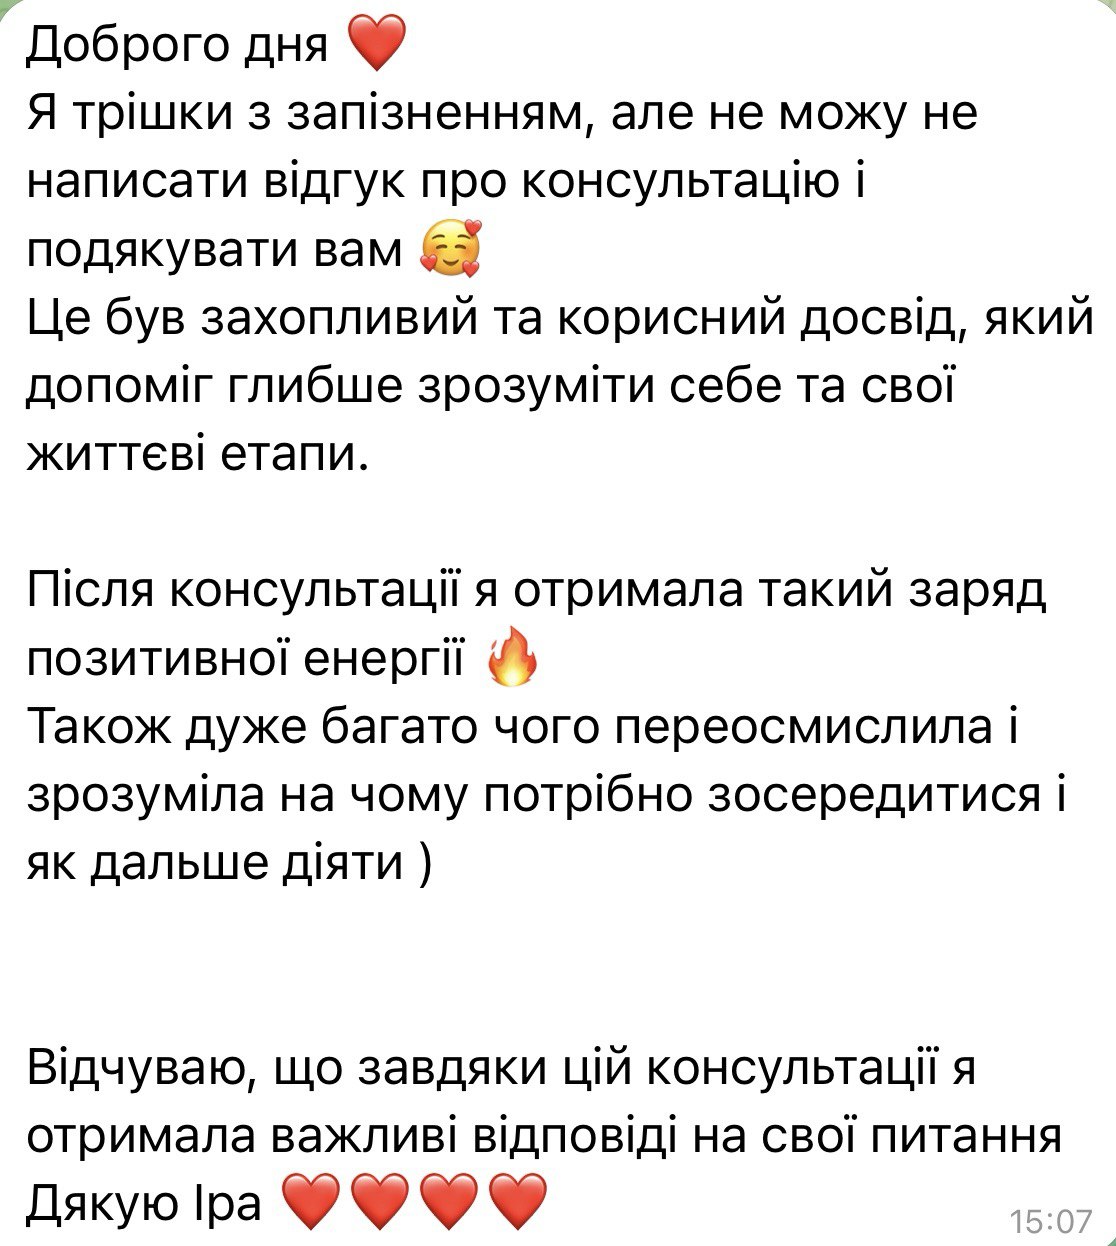 Доброго дня ❤️
Я трішки з запізненням, але не можу не
написати відгук про консультацію і
подякувати вам 🥰
Це був захопливий та корисний досвід, який
допоміг глибше зрозуміти себе та свої
життєві етапи.
Після консультації я отримала такий заряд
позитивної енергії 🔥
Також дуже багато чого переосмислила і
зрозуміла на чому потрібно зосередитися і
як дальше діяти )
Відчуваю, що завдяки цій консультації я
отримала важливі відповіді на свої питання
Дякую Іра ❤️❤️❤️❤️
15:07